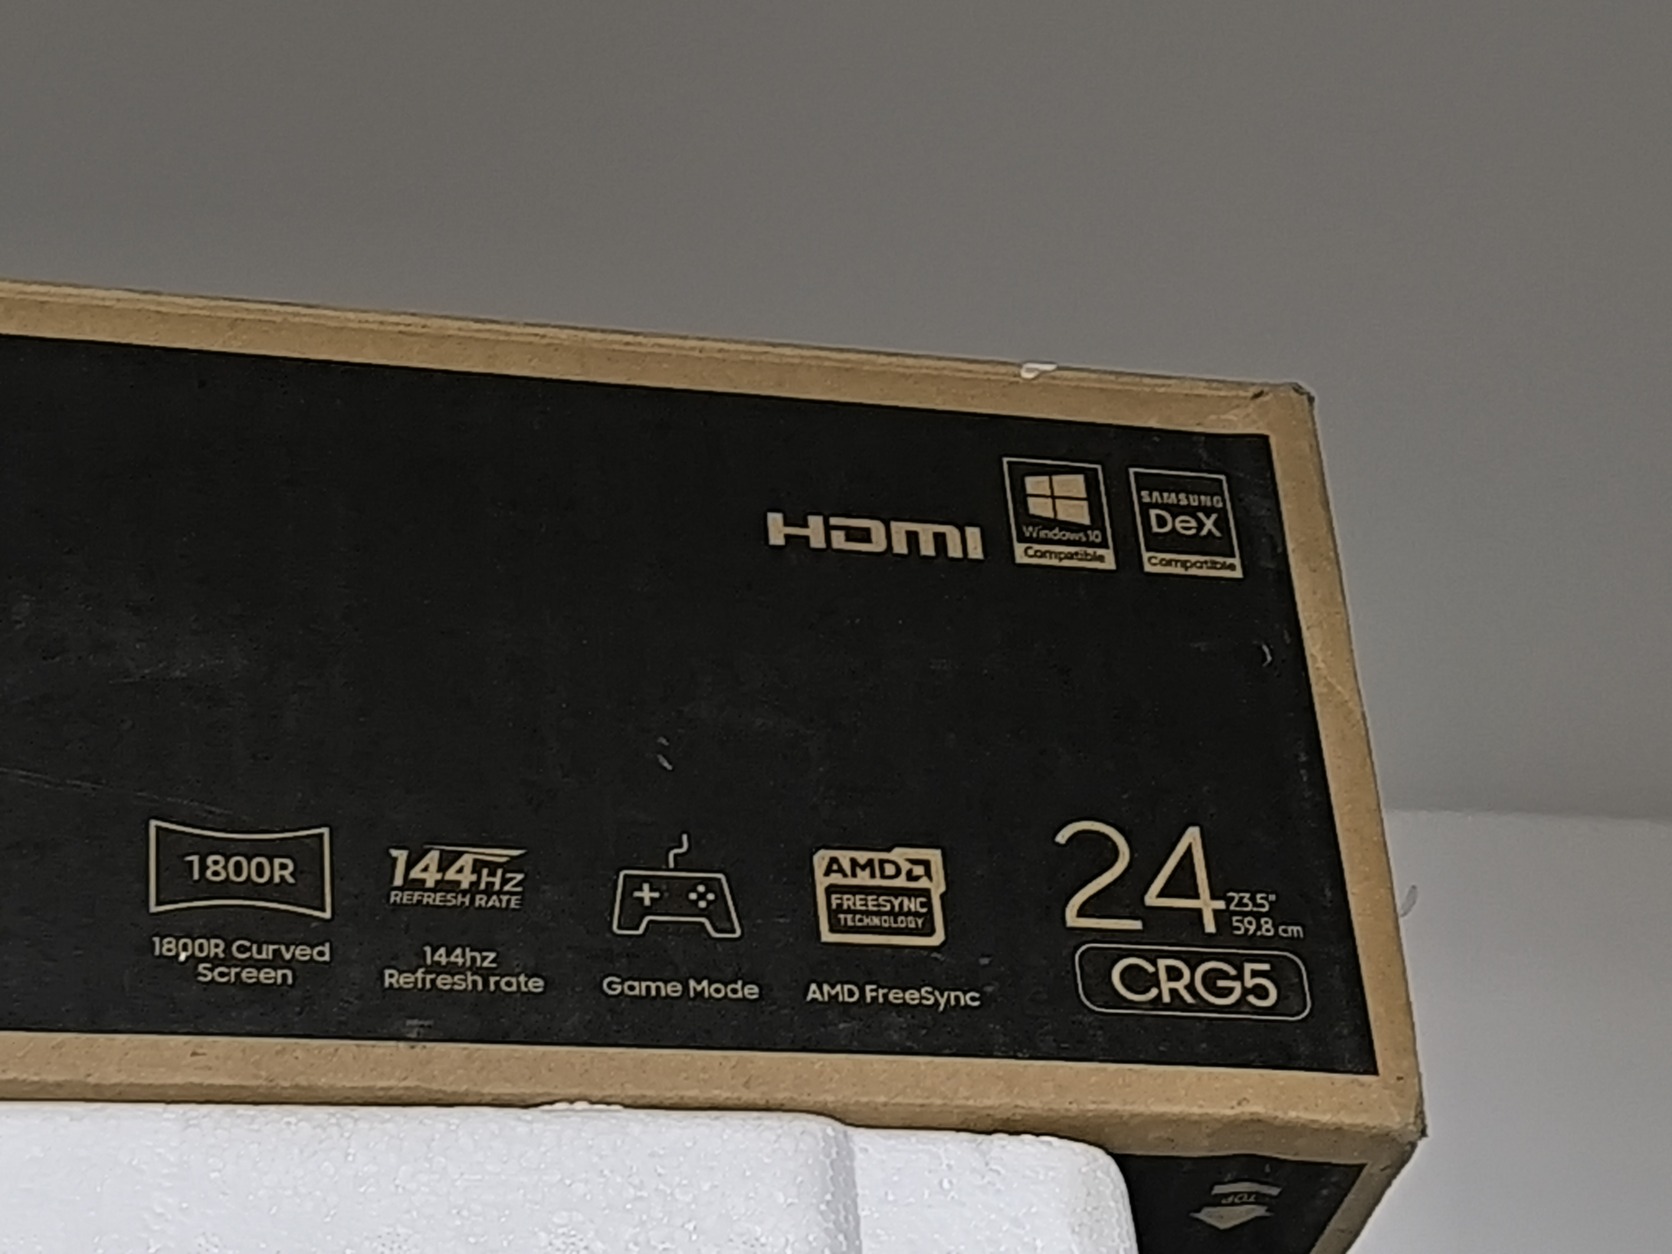 HDMI
Windows 10
Compatible
SAMSUNG
DeX
Compatible
1800R
1800R Curved
Screen
144Hz
REFRESH RATE
144hz
Refresh rate
Game Mode
AMD
FREESYNC
TECHNOLOGY
AMD FreeSync
24
23.5"
59.8 cm
CRG5
TOP